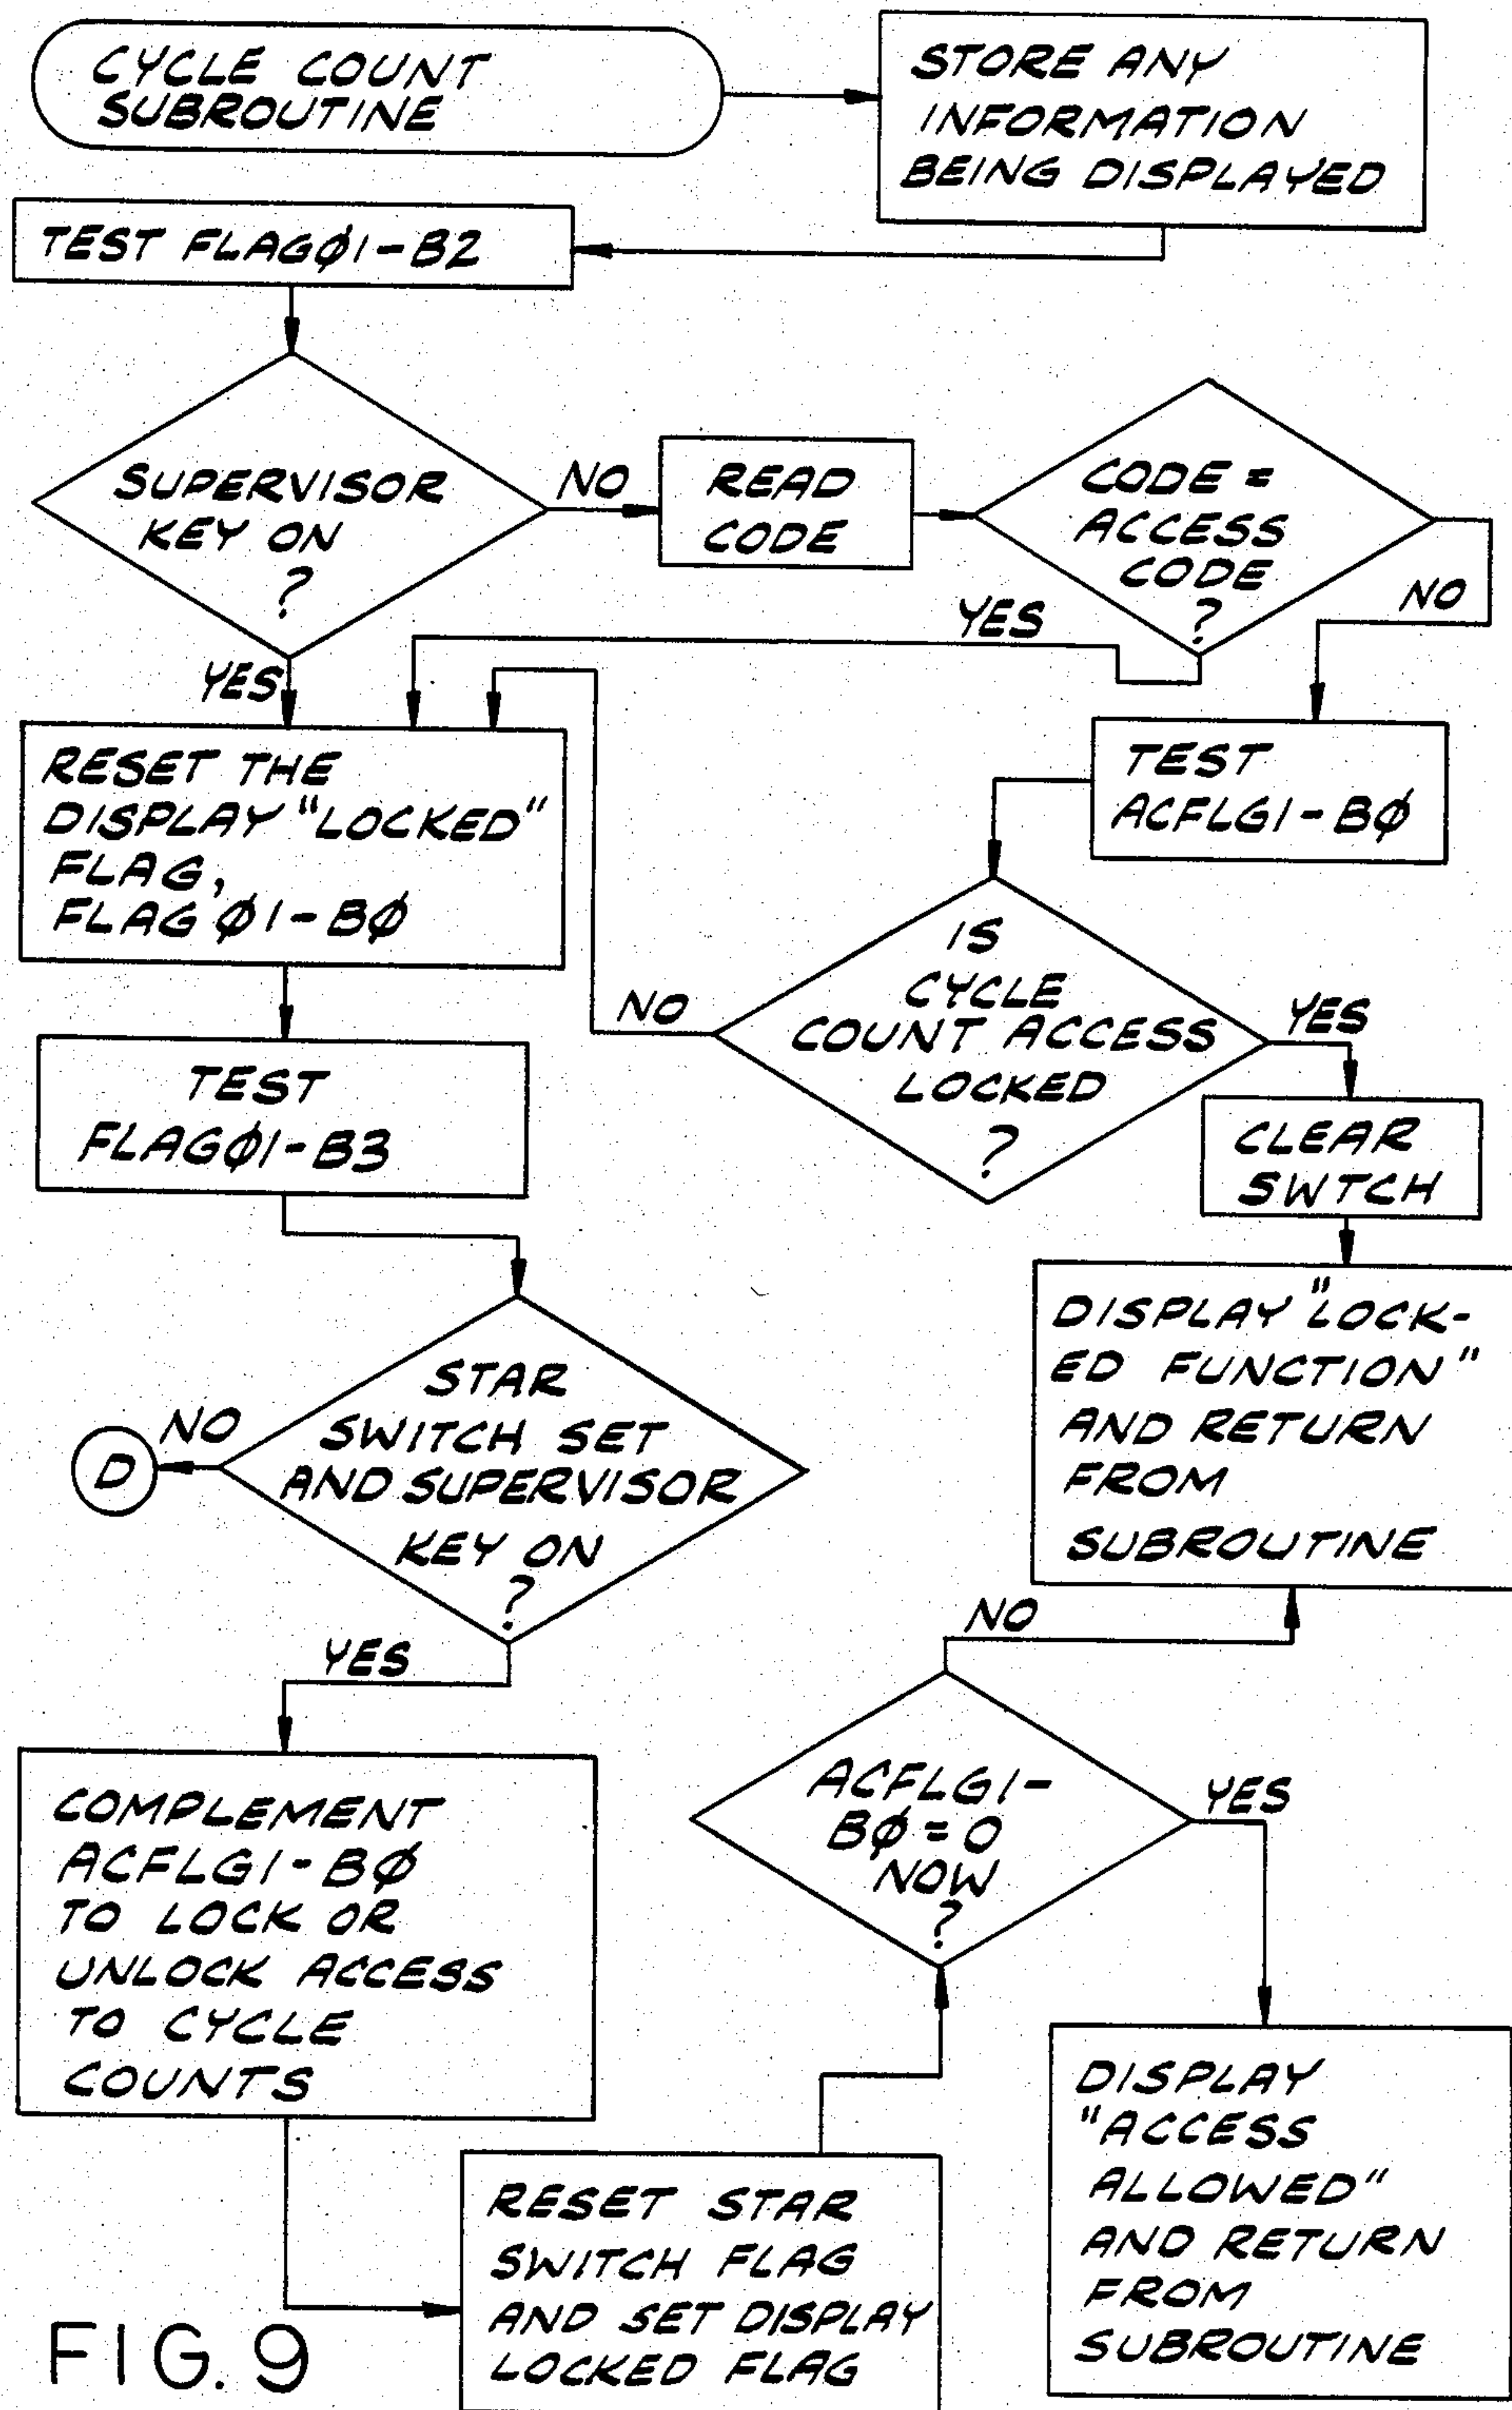 CYCLE COUNT
SUBROUTINE
STORE ANY
INFORMATION
BEING DISPLAYED
TEST FLAGØ1-B2
SUPERVISOR
KEY ON
?
NO
READ
CODE
CODE =
ACCESS
CODE
?
NO
YES
YES
RESET THE
DISPLAY "LOCKED"
FLAG,
FLAG Ø1-BØ
TEST
ACFLG1-BØ
IS
CYCLE
COUNT ACCESS
LOCKED
?
NO
YES
TEST
FLAGØ1-B3
CLEAR
SWTCH
DISPLAY "LOCK-
ED FUNCTION"
AND RETURN
FROM
SUBROUTINE
STAR
SWITCH SET
AND SUPERVISOR
KEY ON
?
NO
D
YES
NO
COMPLEMENT
ACFLG1-BØ
TO LOCK OR
UNLOCK ACCESS
TO CYCLE
COUNTS
ACFLG1-
BØ=0
NOW
?
YES
RESET STAR
SWITCH FLAG
AND SET DISPLAY
LOCKED FLAG
DISPLAY
"ACCESS
ALLOWED"
AND RETURN
FROM
SUBROUTINE
FIG. 9